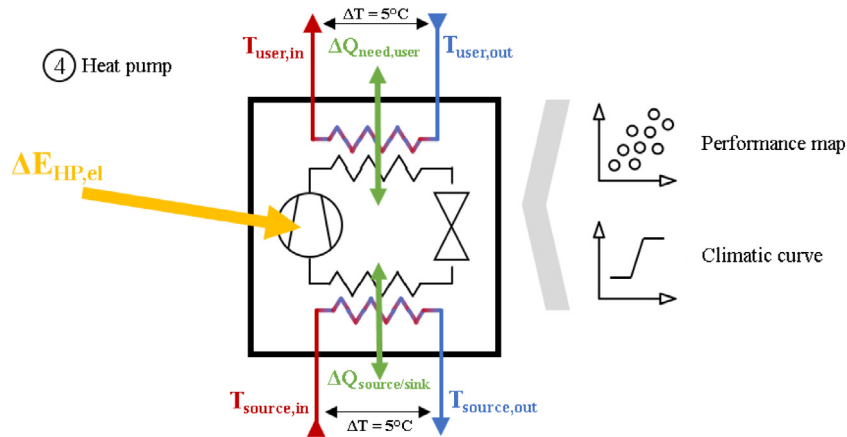 ΔT = 5°C
T_user,in
ΔQ_need,user
T_user,out
4 Heat pump
Performance map
ΔE_HP,el
Climatic curve
ΔQ_source/sink
T_source,in
T_source,out
ΔT = 5°C